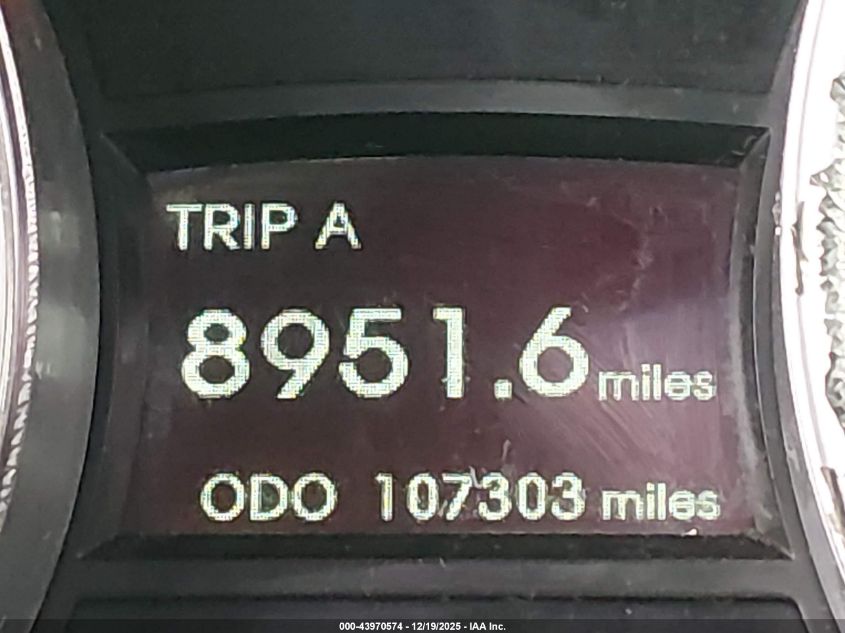 TRIP A
8951.6 miles
ODO 107303 miles
000-43970574 - 12/19/2025 - IAA Inc.